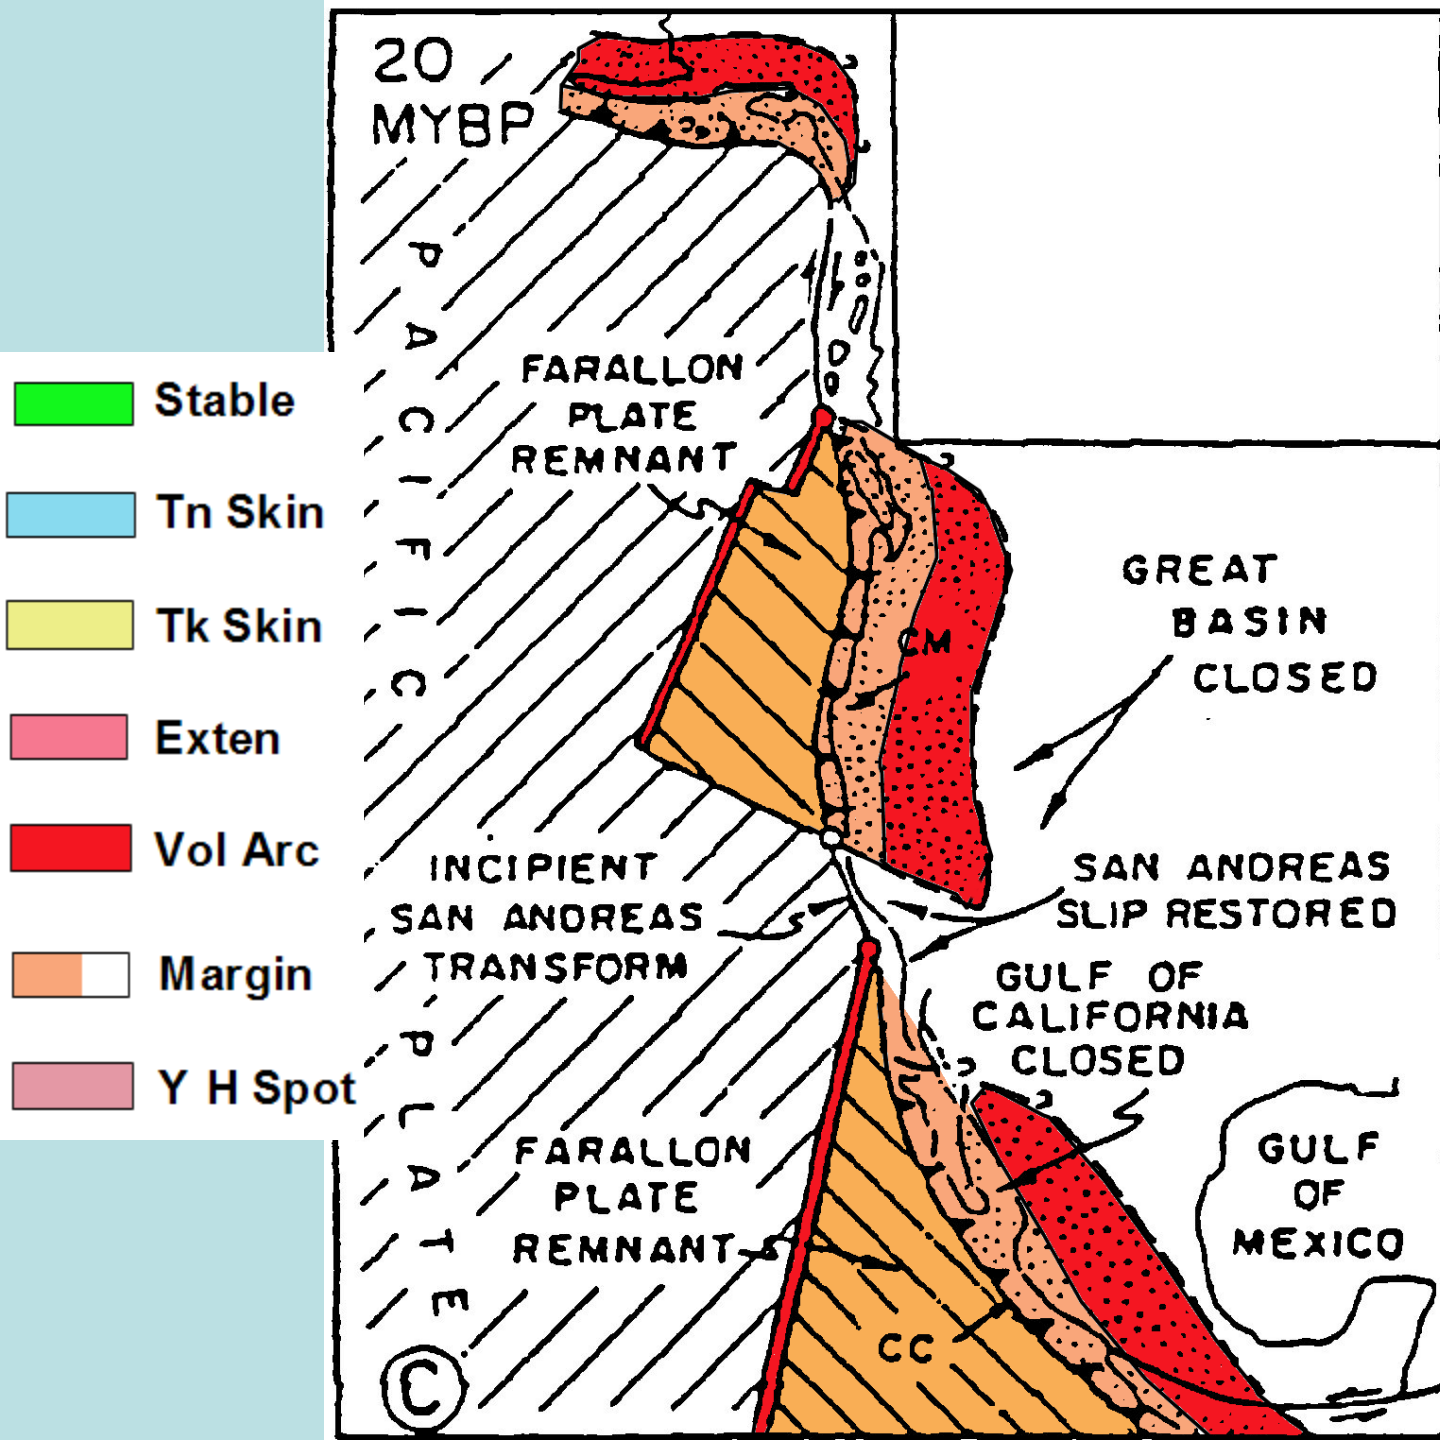 20
MYBP
PACIFIC
PLATE
FARALLON
PLATE
REMNANT
CM
GREAT
BASIN
CLOSED
Stable
Tn Skin
Tk Skin
Exten
Vol Arc
Margin
Y H Spot
INCIPIENT
SAN ANDREAS
TRANSFORM
SAN ANDREAS
SLIP RESTORED
GULF OF
CALIFORNIA
CLOSED
?
?
?
?
?
FARALLON
PLATE
REMNANT
CC
GULF
OF
MEXICO
C